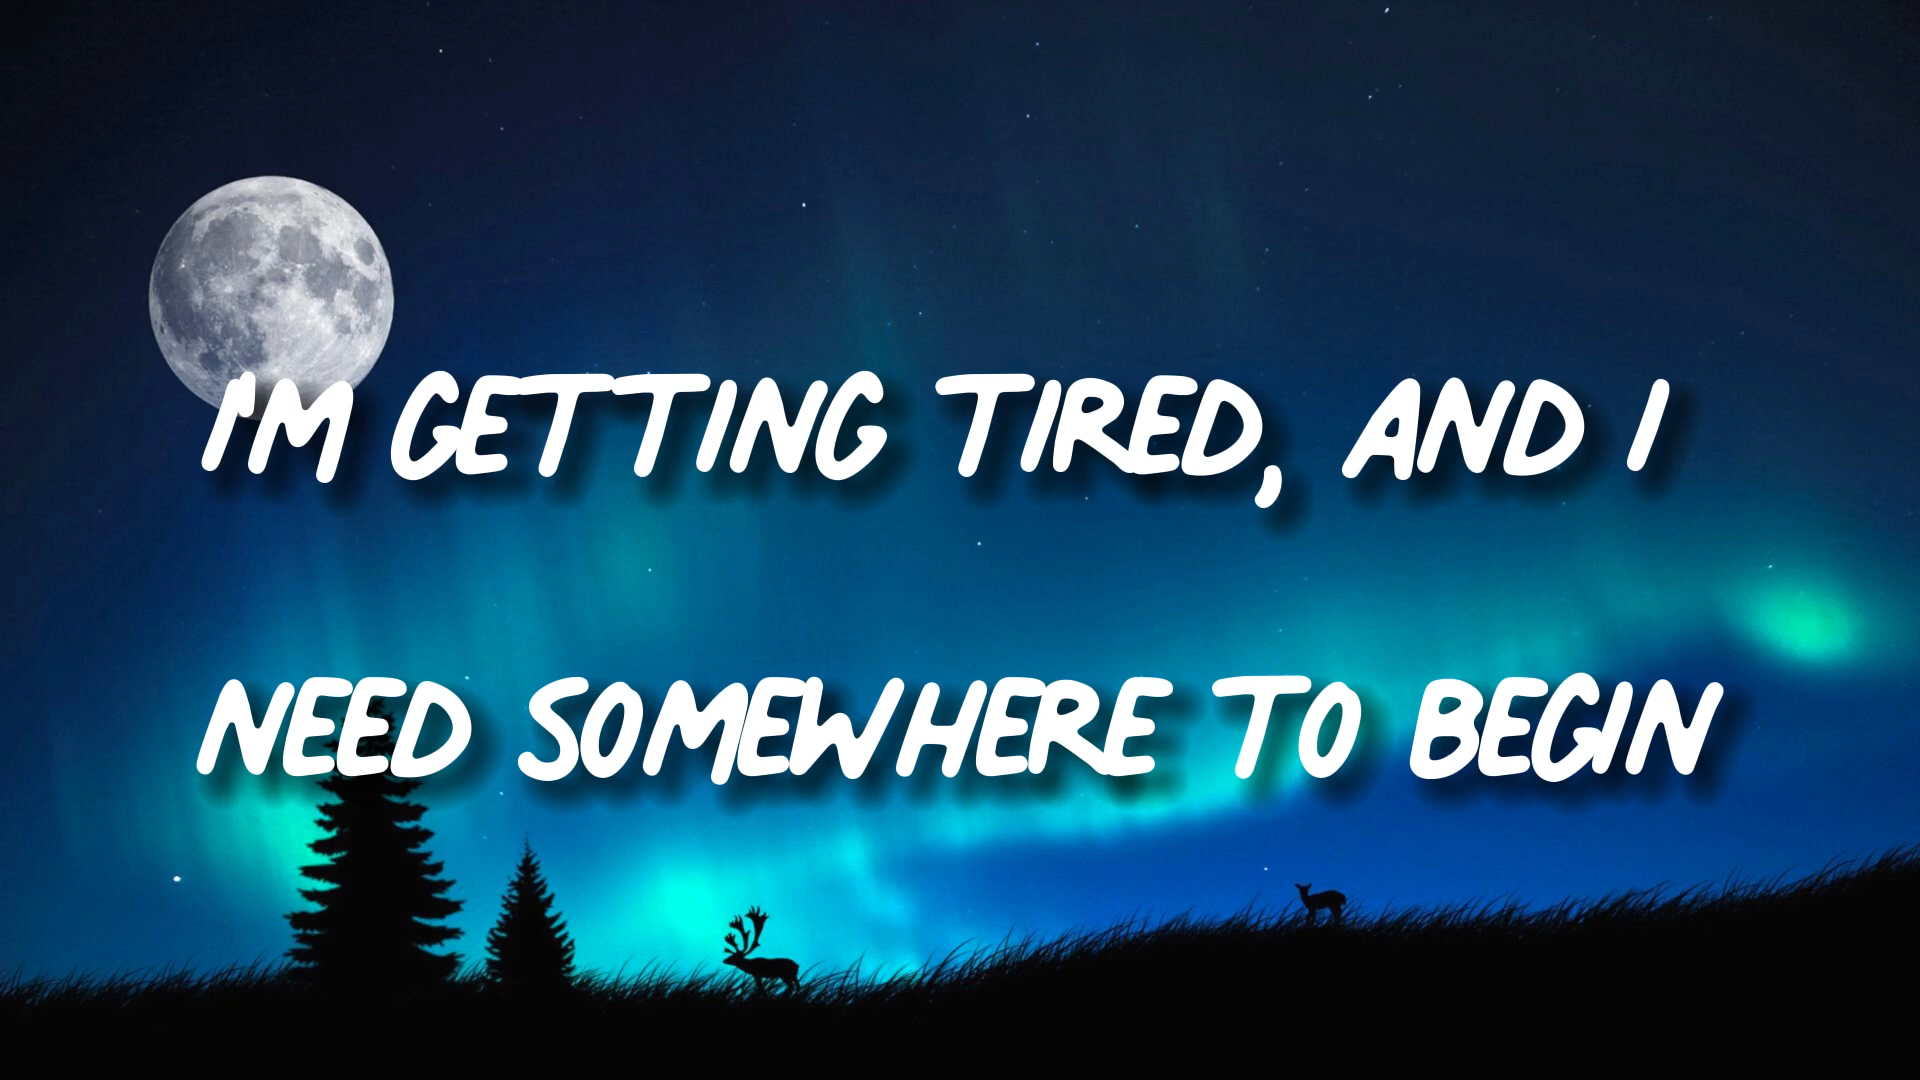 I'M GETTING TIRED, AND I
NEED SOMEWHERE TO BEGIN